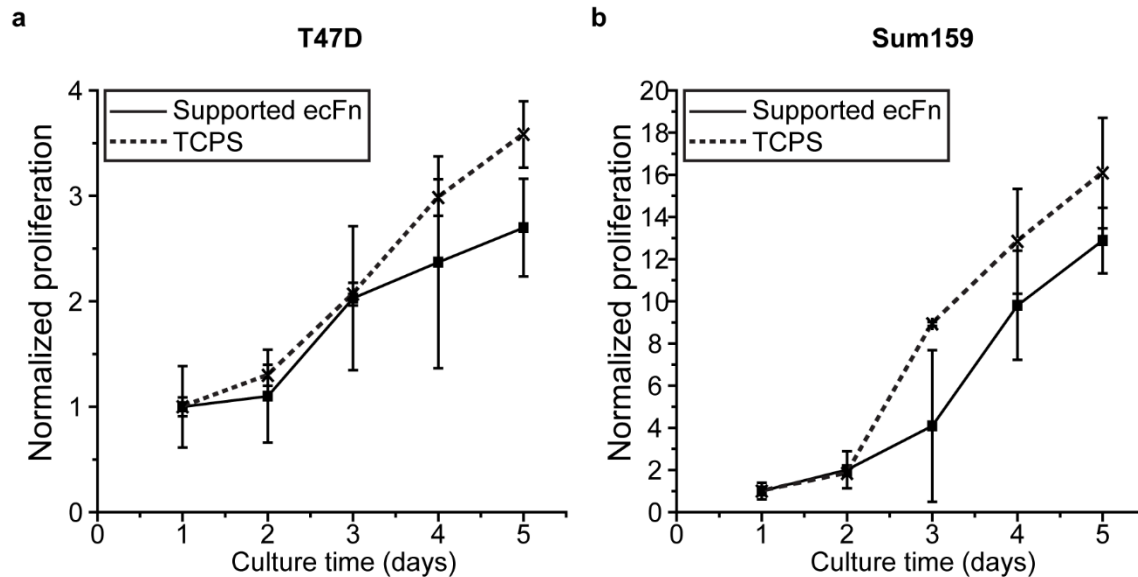 a
T47D
Normalized proliferation
4
3
2
1
0
Supported ecFn
TCPS
0 1 2 3 4 5
Culture time (days)
b
Sum159
Normalized proliferation
20
18
16
14
12
10
8
6
4
2
0
Supported ecFn
TCPS
0 1 2 3 4 5
Culture time (days)